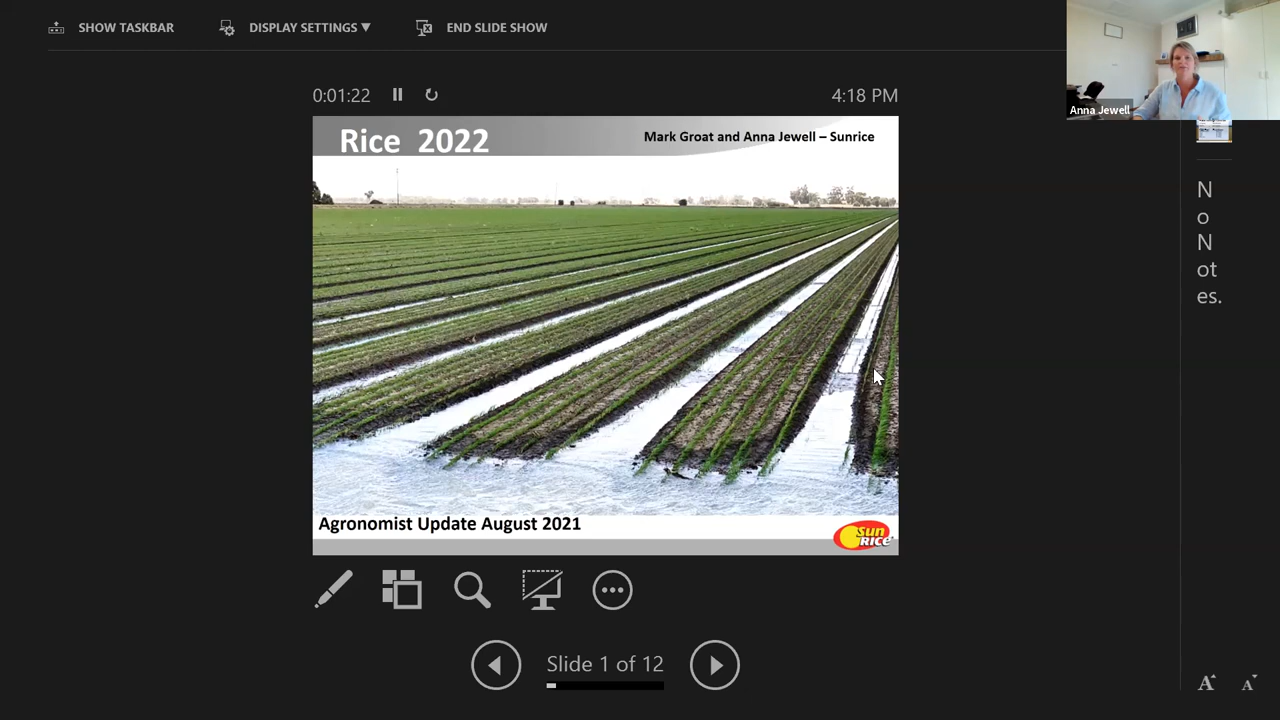 SHOW TASKBAR
DISPLAY SETTINGS ▼
END SLIDE SHOW
Anna Jewell
0:01:22
4:18 PM
Rice 2022
Mark Groat and Anna Jewell – Sunrice
Agronomist Update August 2021
Sun
RICE
Slide 1 of 12
N
o
N
ot
es.
A
A